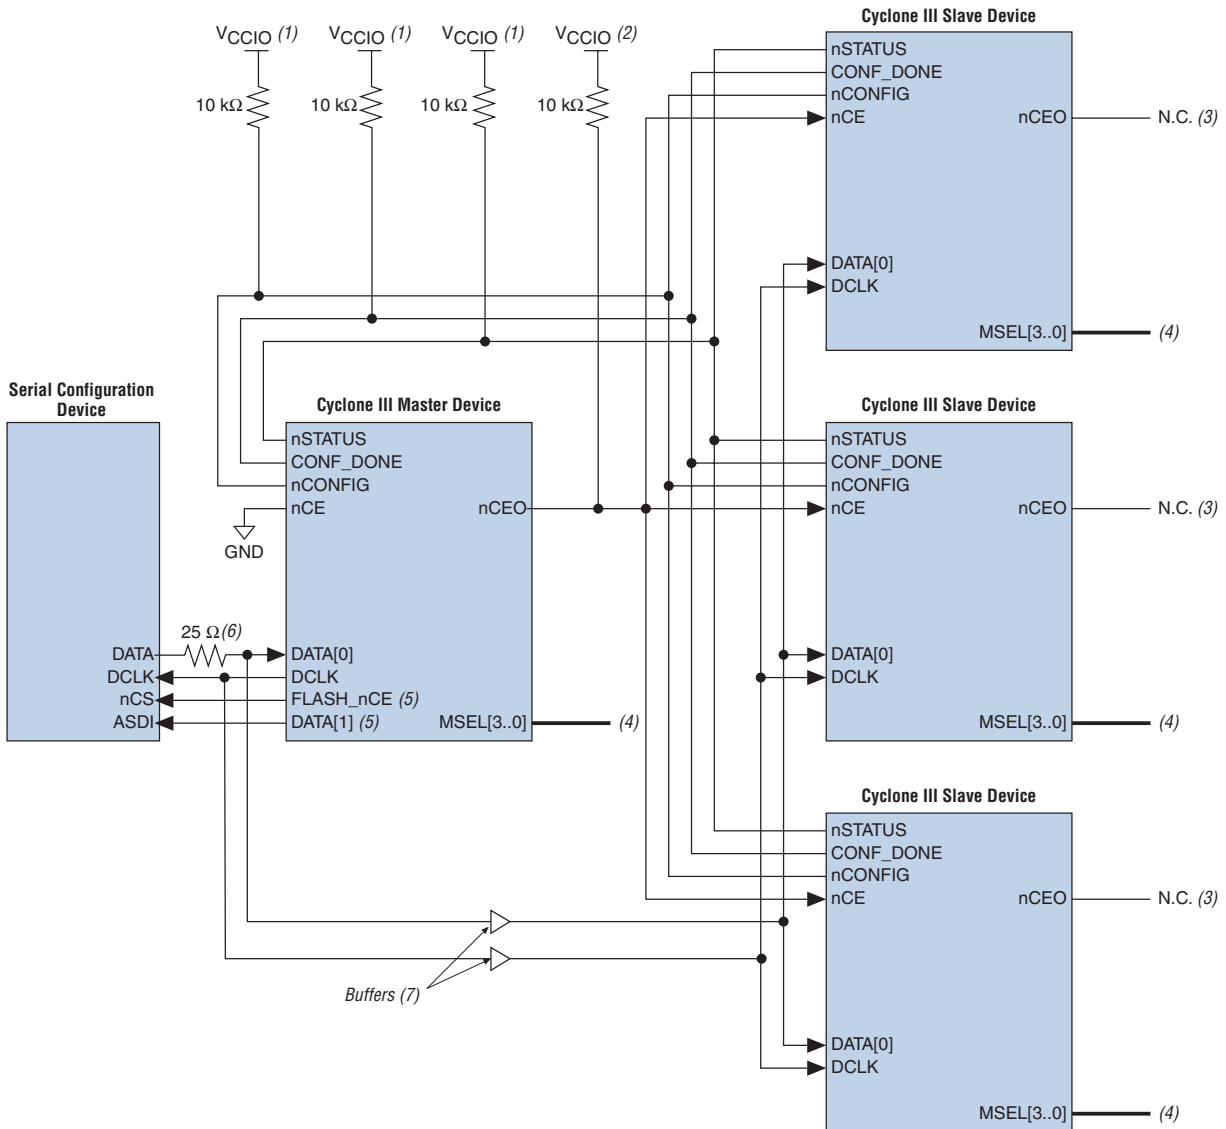 Cyclone III Slave Device
VCCIO (1) VCCIO (1) VCCIO (1) VCCIO (2)
10 kΩ 10 kΩ 10 kΩ 10 kΩ
nSTATUS
CONF_DONE
nCONFIG
nCE nCEO N.C. (3)
DATA[0]
DCLK
MSEL[3..0] (4)
Serial Configuration
Device
Cyclone III Master Device
nSTATUS
CONF_DONE
nCONFIG
nCE nCEO
GND
25 Ω (6)
DATA DATA[0]
DCLK DCLK
nCS FLASH_nCE (5)
ASDI DATA[1] (5) MSEL[3..0] (4)
Cyclone III Slave Device
nSTATUS
CONF_DONE
nCONFIG
nCE nCEO N.C. (3)
DATA[0]
DCLK
MSEL[3..0] (4)
Cyclone III Slave Device
nSTATUS
CONF_DONE
nCONFIG
nCE nCEO N.C. (3)
Buffers (7)
DATA[0]
DCLK
MSEL[3..0] (4)